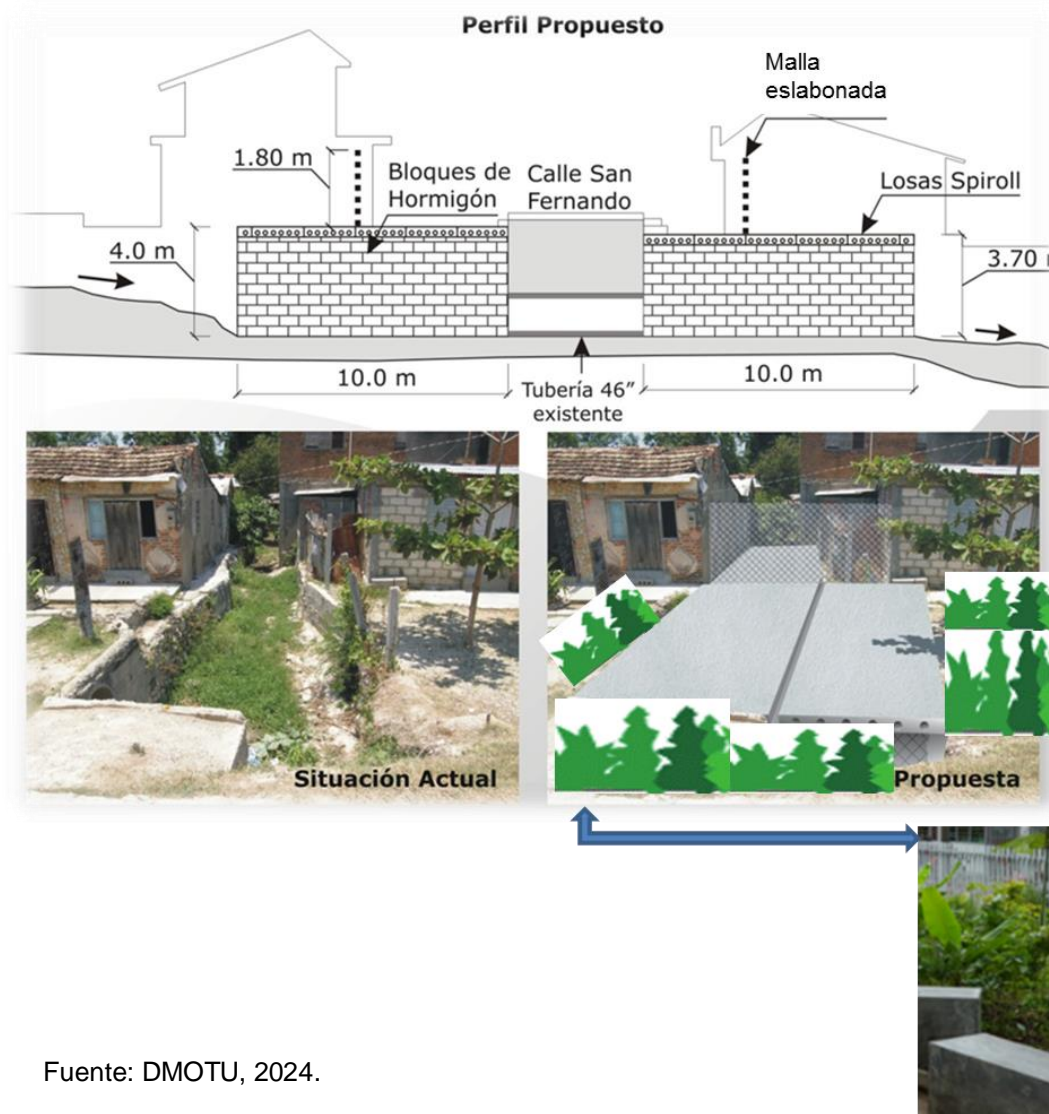 Perfil Propuesto
Malla
eslabonada
1.80 m
Bloques de
Hormigón
Calle San
Fernando
Losas Spiroll
4.0 m
3.70
10.0 m
10.0 m
Tubería 46”
existente
Situación Actual
Propuesta
Fuente: DMOTU, 2024.